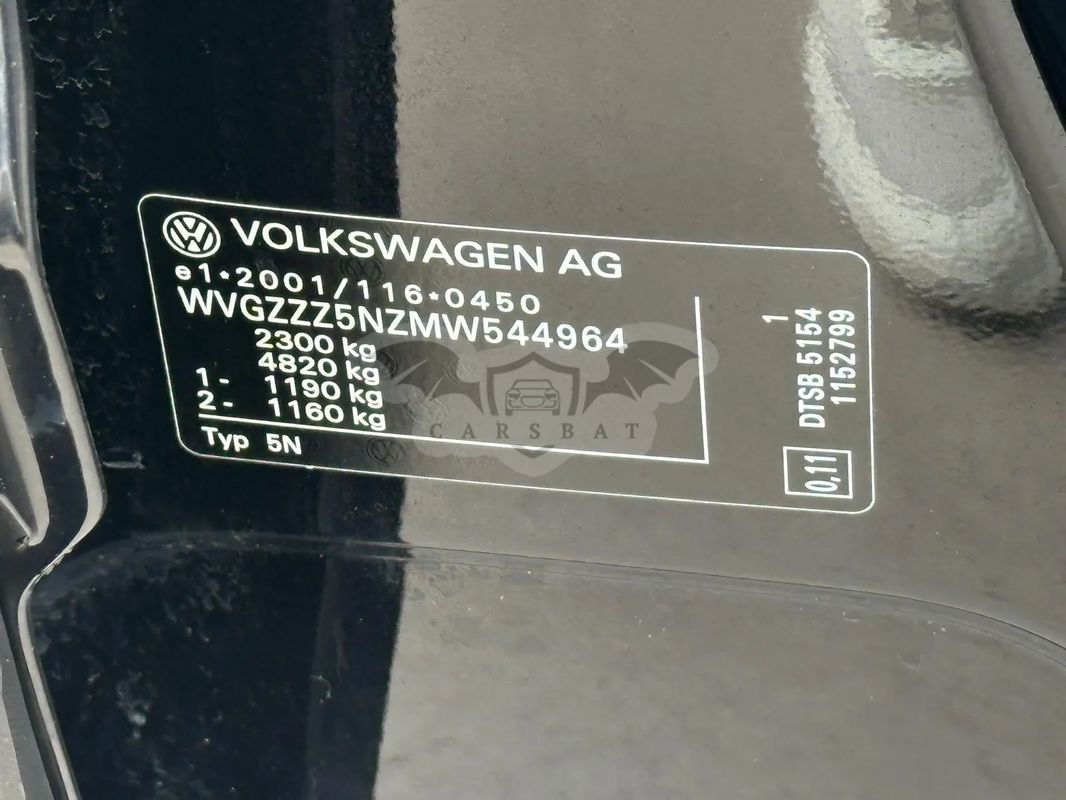 VOLKSWAGEN AG
e1*2001/116*0450
WVGZZZ5NZMW544964
2300 kg
4820 kg
1- 1190 kg
2- 1160 kg
Typ 5N
1
DTSB 5154
1152799
0,11
CARSBAT